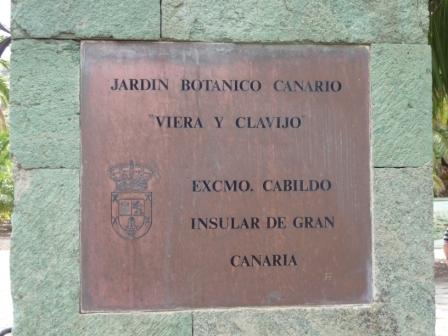 JARDIN BOTANICO CANARIO
"VIERA Y CLAVIJO"
EXCMO. CABILDO
INSULAR DE GRAN
CANARIA